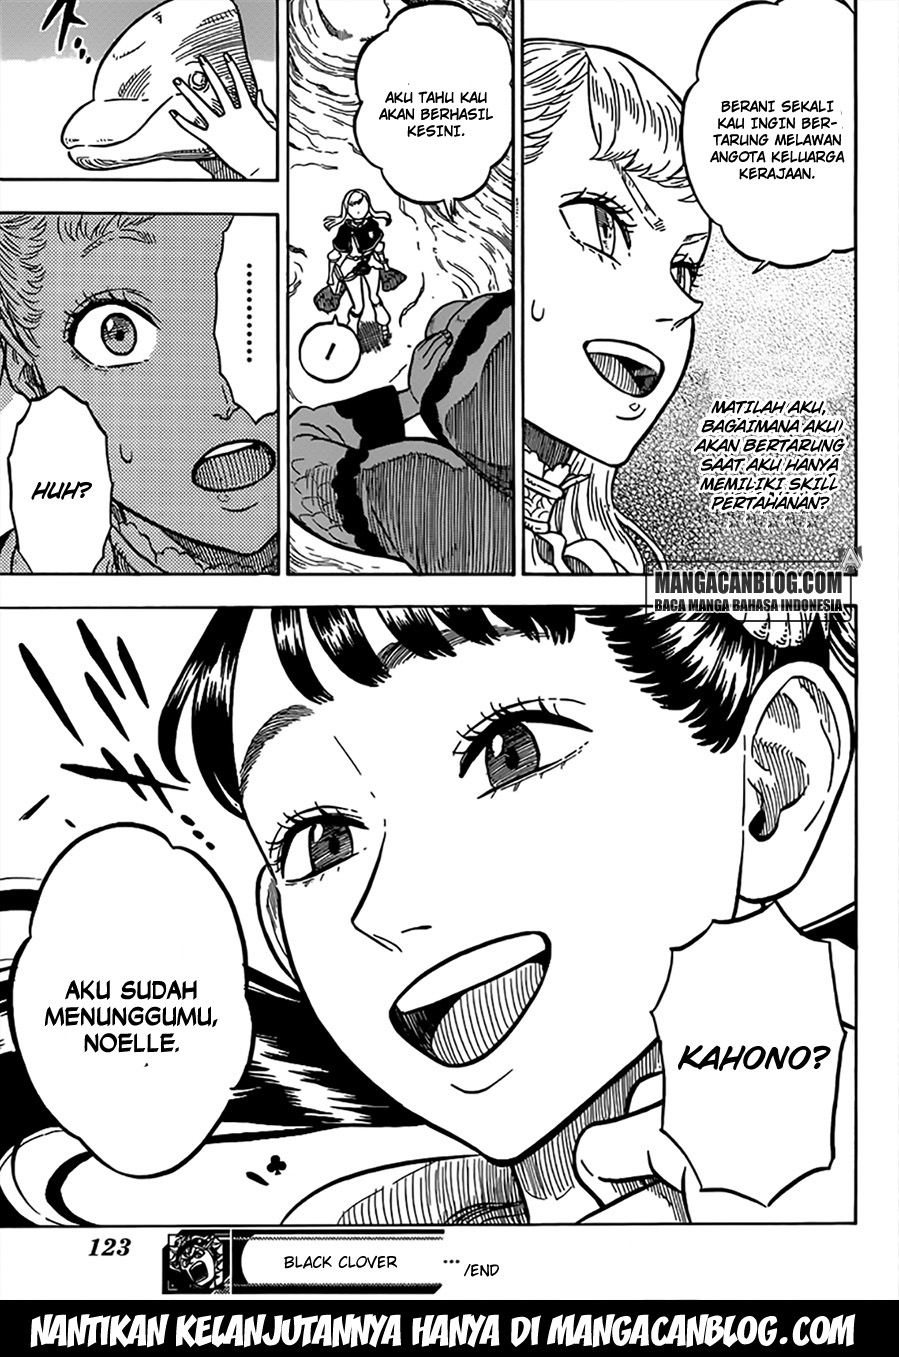 BERANI SEKALI
KAU INGIN BER-
TARUNG MELAWAN
ANGOTA KELUARGA
KERAJAAN.
MATILAH AKU,
BAGAIMANA AKU
AKAN BERTARUNG
SAAT AKU HANYA
MEMILIKI SKILL
PERTAHANAN?
AKU TAHU KAU
AKAN BERHASIL
KESINI.
.........
HUH?
MANGACANBLOG.COM
BACA MANGA BAHASA INDONESIA
KAHONO?
AKU SUDAH
MENUNGGUMU,
NOELLE.
123
BLACK CLOVER ... /END
NANTIKAN KELANJUTANNYA HANYA DI MANGACANBLOG.COM